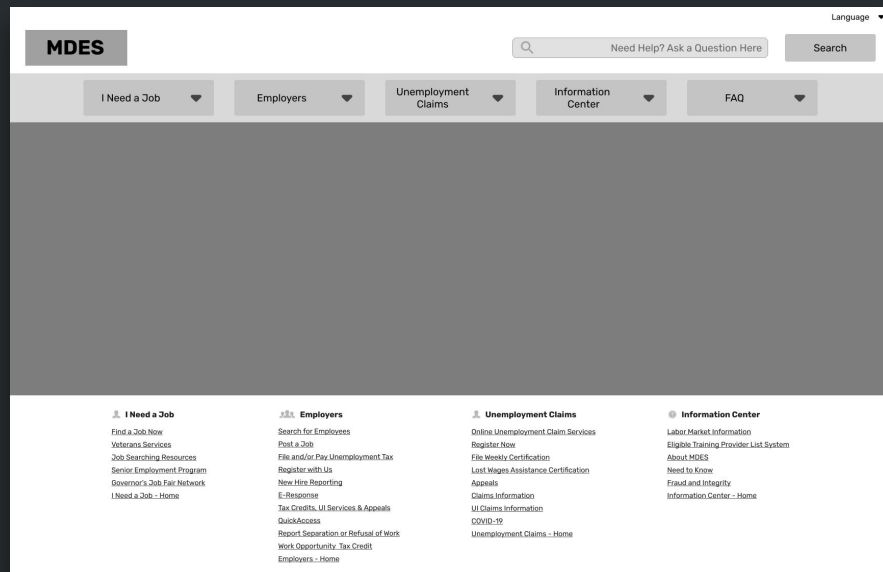 Language
MDES
Need Help? Ask a Question Here
Search
I Need a Job
Employers
Unemployment
Claims
Information
Center
FAQ
I Need a Job
Find a Job Now
Veterans Services
Job Searching Resources
Senior Employment Program
Governor's Job Fair Network
I Need a Job - Home
Employers
Search for Employees
Post a Job
File and/or Pay Unemployment Tax
Register with Us
New Hire Reporting
E-Response
Tax Credits, UI Services & Appeals
QuickAccess
Report Separation or Refusal of Work
Work Opportunity Tax Credit
Employers - Home
Unemployment Claims
Online Unemployment Claim Services
Register Now
File Weekly Certification
Lost Wages Assistance Certification
Appeals
Claims Information
UI Claims Information
COVID-19
Unemployment Claims - Home
Information Center
Labor Market Information
Eligible Training Provider List System
About MDES
Need to Know
Fraud and Integrity
Information Center - Home